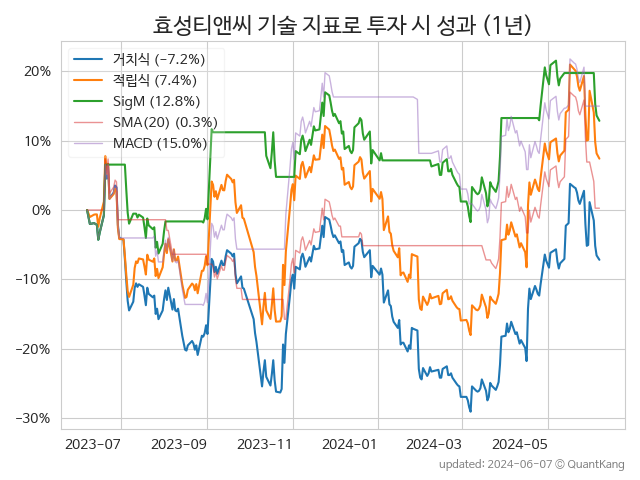 효성티앤씨 기술 지표로 투자 시 성과 (1년)
거치식 (−7.2%)
적립식 (7.4%)
SigM (12.8%)
SMA(20) (0.3%)
MACD (15.0%)
20%
10%
0%
−10%
−20%
−30%
2023-07 2023-09 2023-11 2024-01 2024-03 2024-05
updated: 2024-06-07 © QuantKang